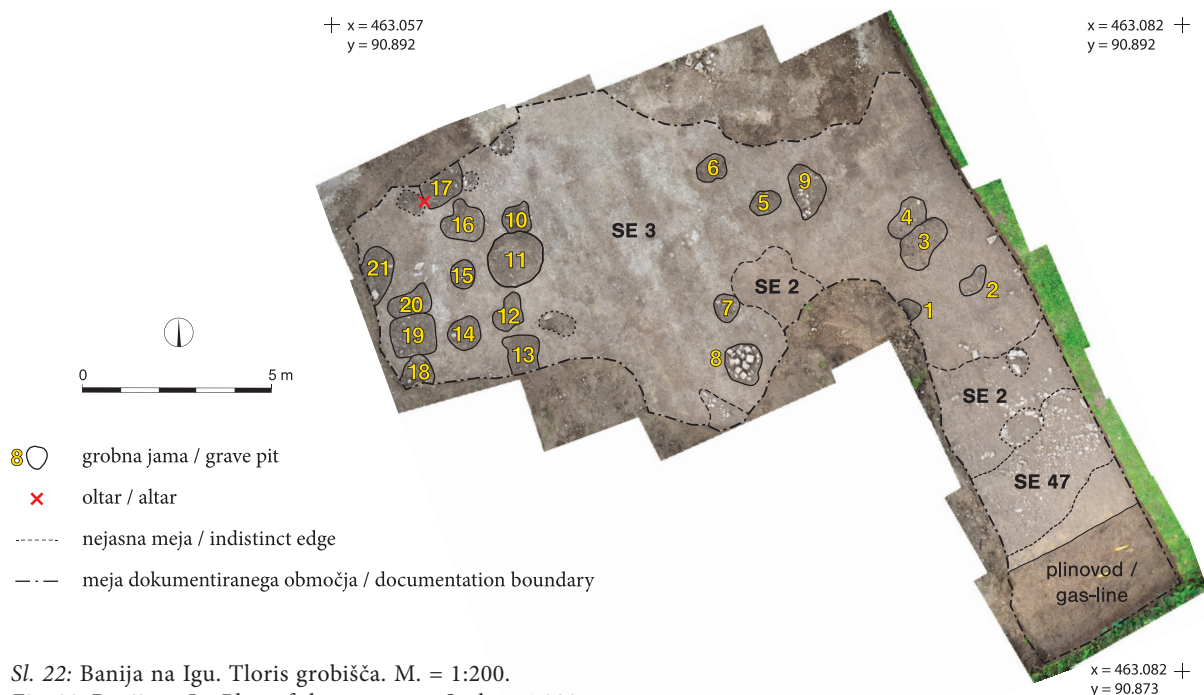 x = 463.057
y = 90.892
x = 463.082
y = 90.892
6
9
5
17
16
10
4
SE 3
3
11
21
15
2
SE 2
20
7
1
12
19
14
13
8
18
0
5 m
SE 2
8
grobna jama / grave pit
SE 47
oltar / altar
nejasna meja / indistinct edge
meja dokumentiranega območja / documentation boundary
plinovod /
gas-line
Sl. 22: Banija na Igu. Tloris grobišča. M. = 1:200.
x = 463.082
y = 90.873